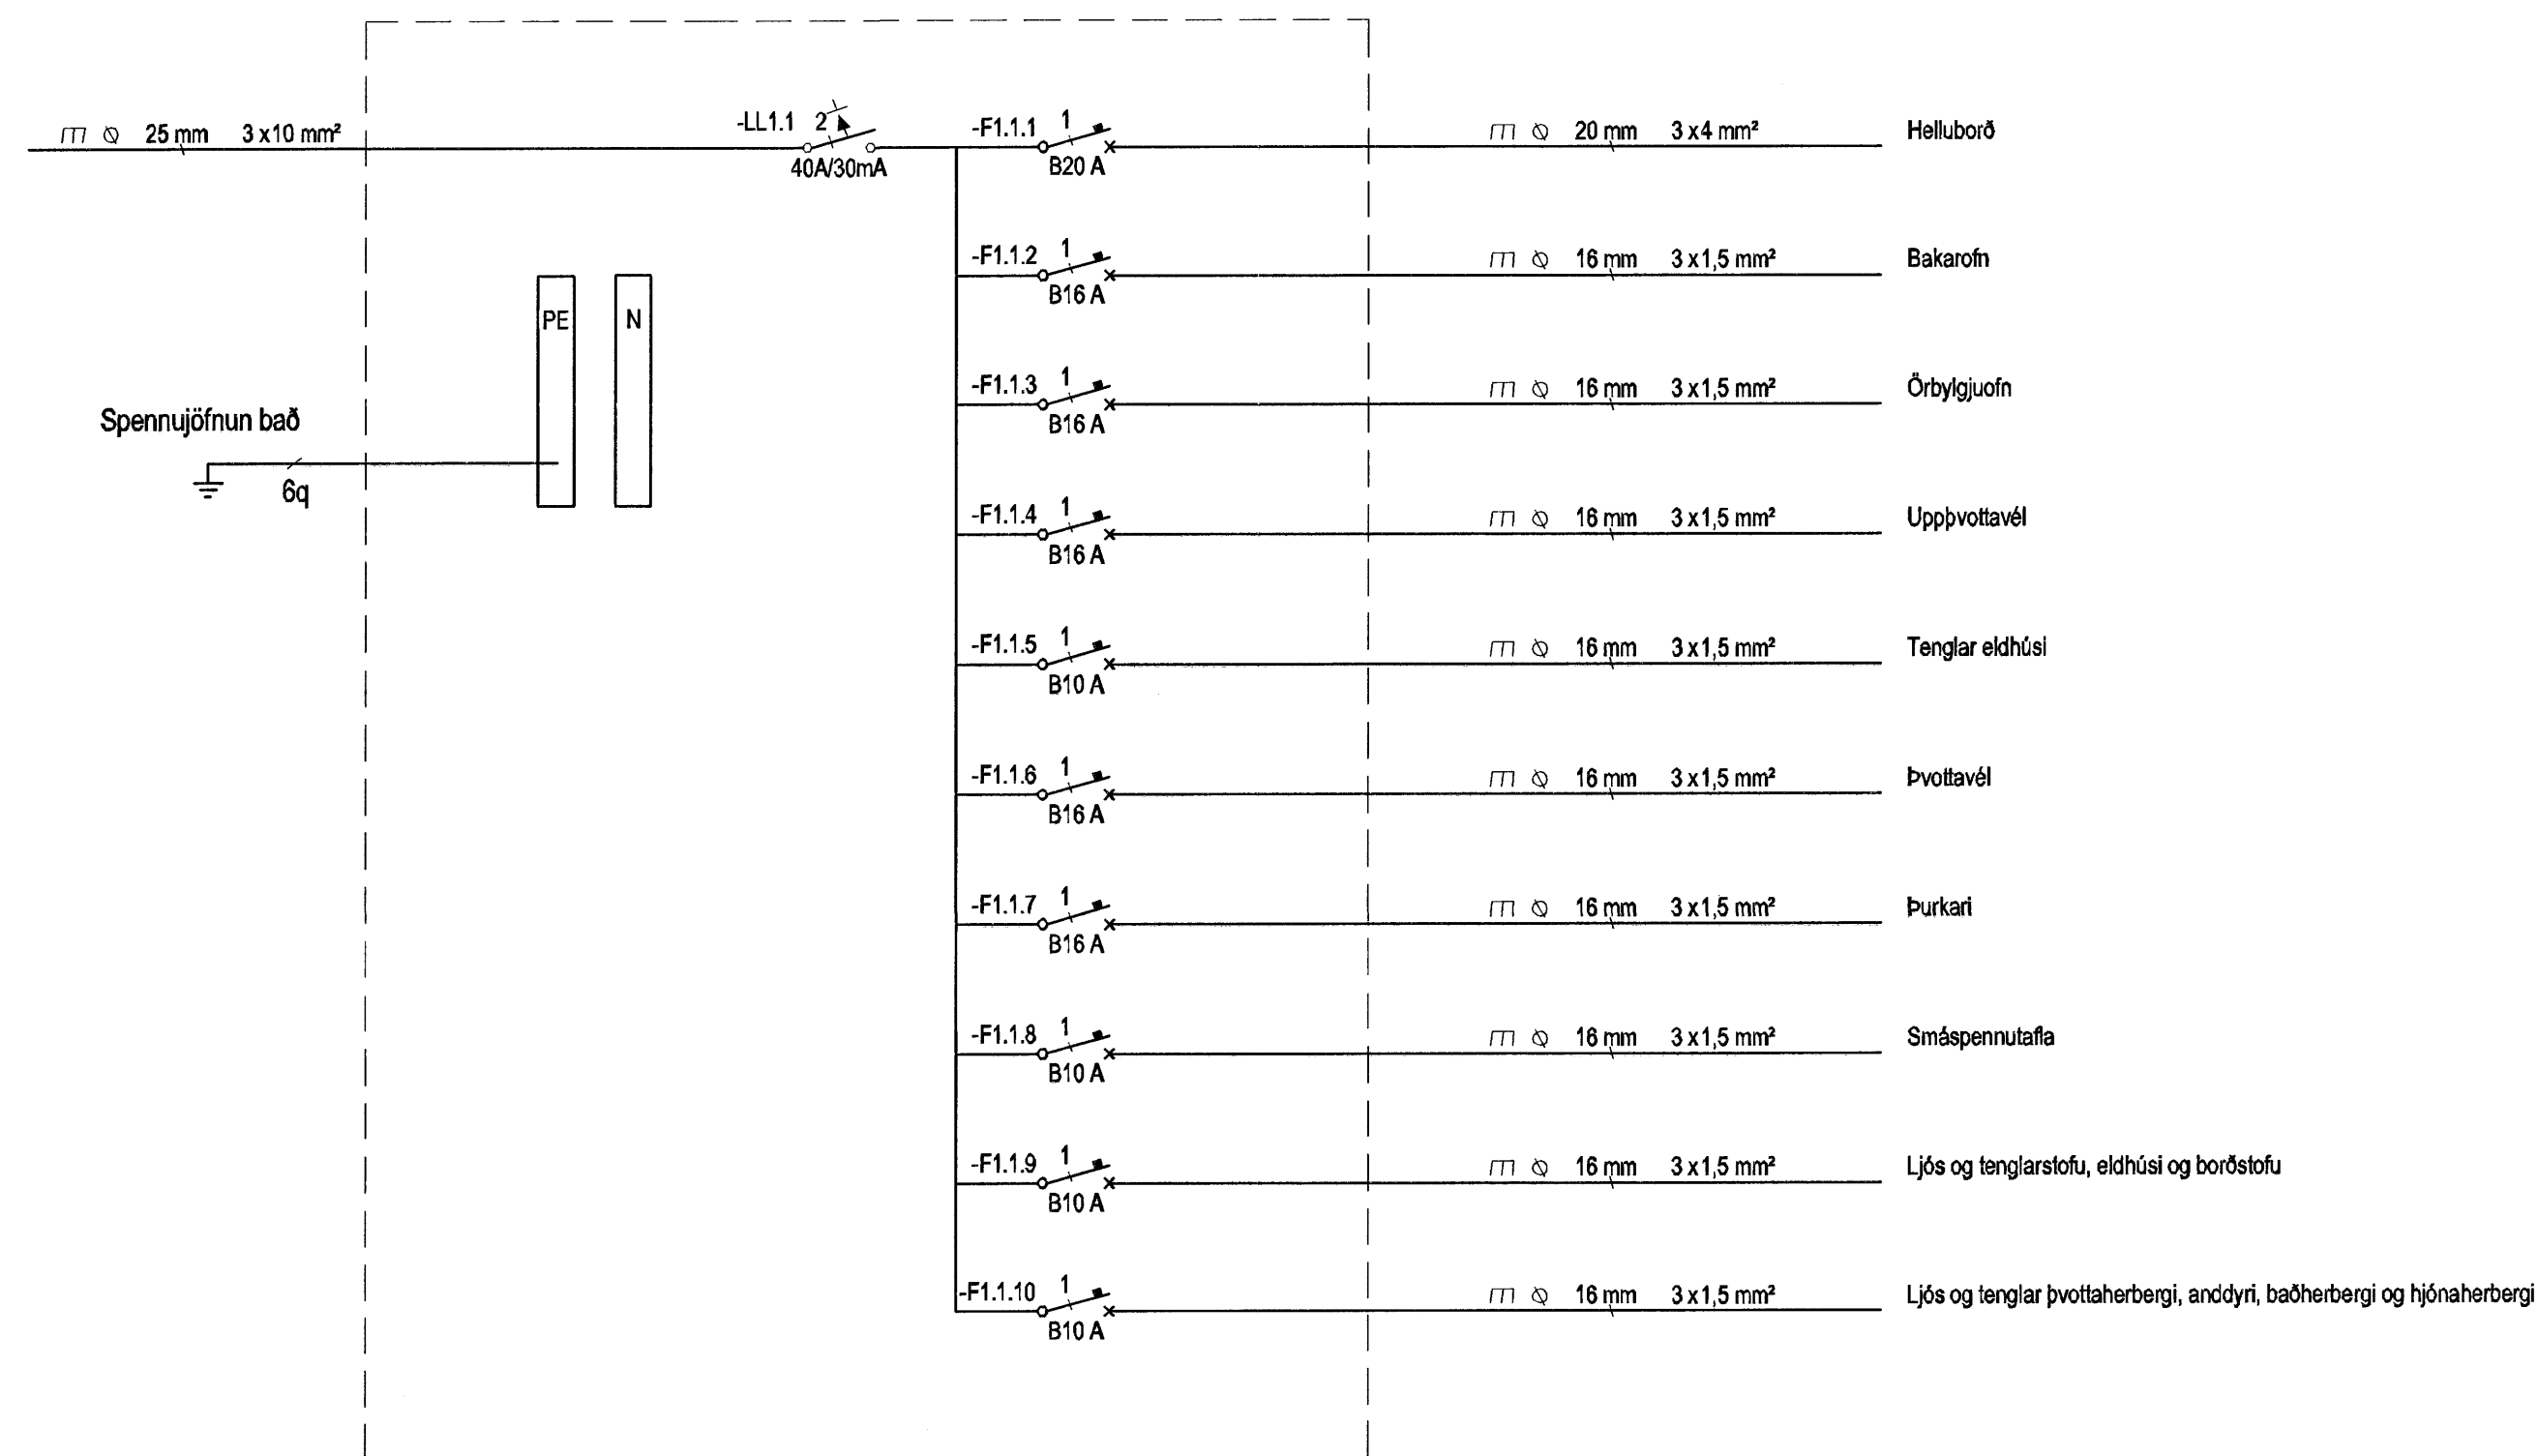 25 mm 3 x 10 mm²
-LL1.1 2
40A/30mA
-F1.1.1 1
B20 A
20 mm 3 x 4 mm²
Helluborð
-F1.1.2 1
B16 A
16 mm 3 x 1,5 mm²
Bakarofn
PE
N
-F1.1.3 1
B16 A
16 mm 3 x 1,5 mm²
Örbylgjuofn
Spennujöfnun bað
6q
-F1.1.4 1
B16 A
16 mm 3 x 1,5 mm²
Uppþvottavél
-F1.1.5 1
B10 A
16 mm 3 x 1,5 mm²
Tenglar eldhúsi
-F1.1.6 1
B16 A
16 mm 3 x 1,5 mm²
Þvottavél
-F1.1.7 1
B16 A
16 mm 3 x 1,5 mm²
Þurkari
-F1.1.8 1
B10 A
16 mm 3 x 1,5 mm²
Smáspennutafla
-F1.1.9 1
B10 A
16 mm 3 x 1,5 mm²
Ljós og tenglarstofu, eldhúsi og borðstofu
-F1.1.10 1
B10 A
16 mm 3 x 1,5 mm²
Ljós og tenglar þvottaherbergi, anddyri, baðherbergi og hjónaherbergi